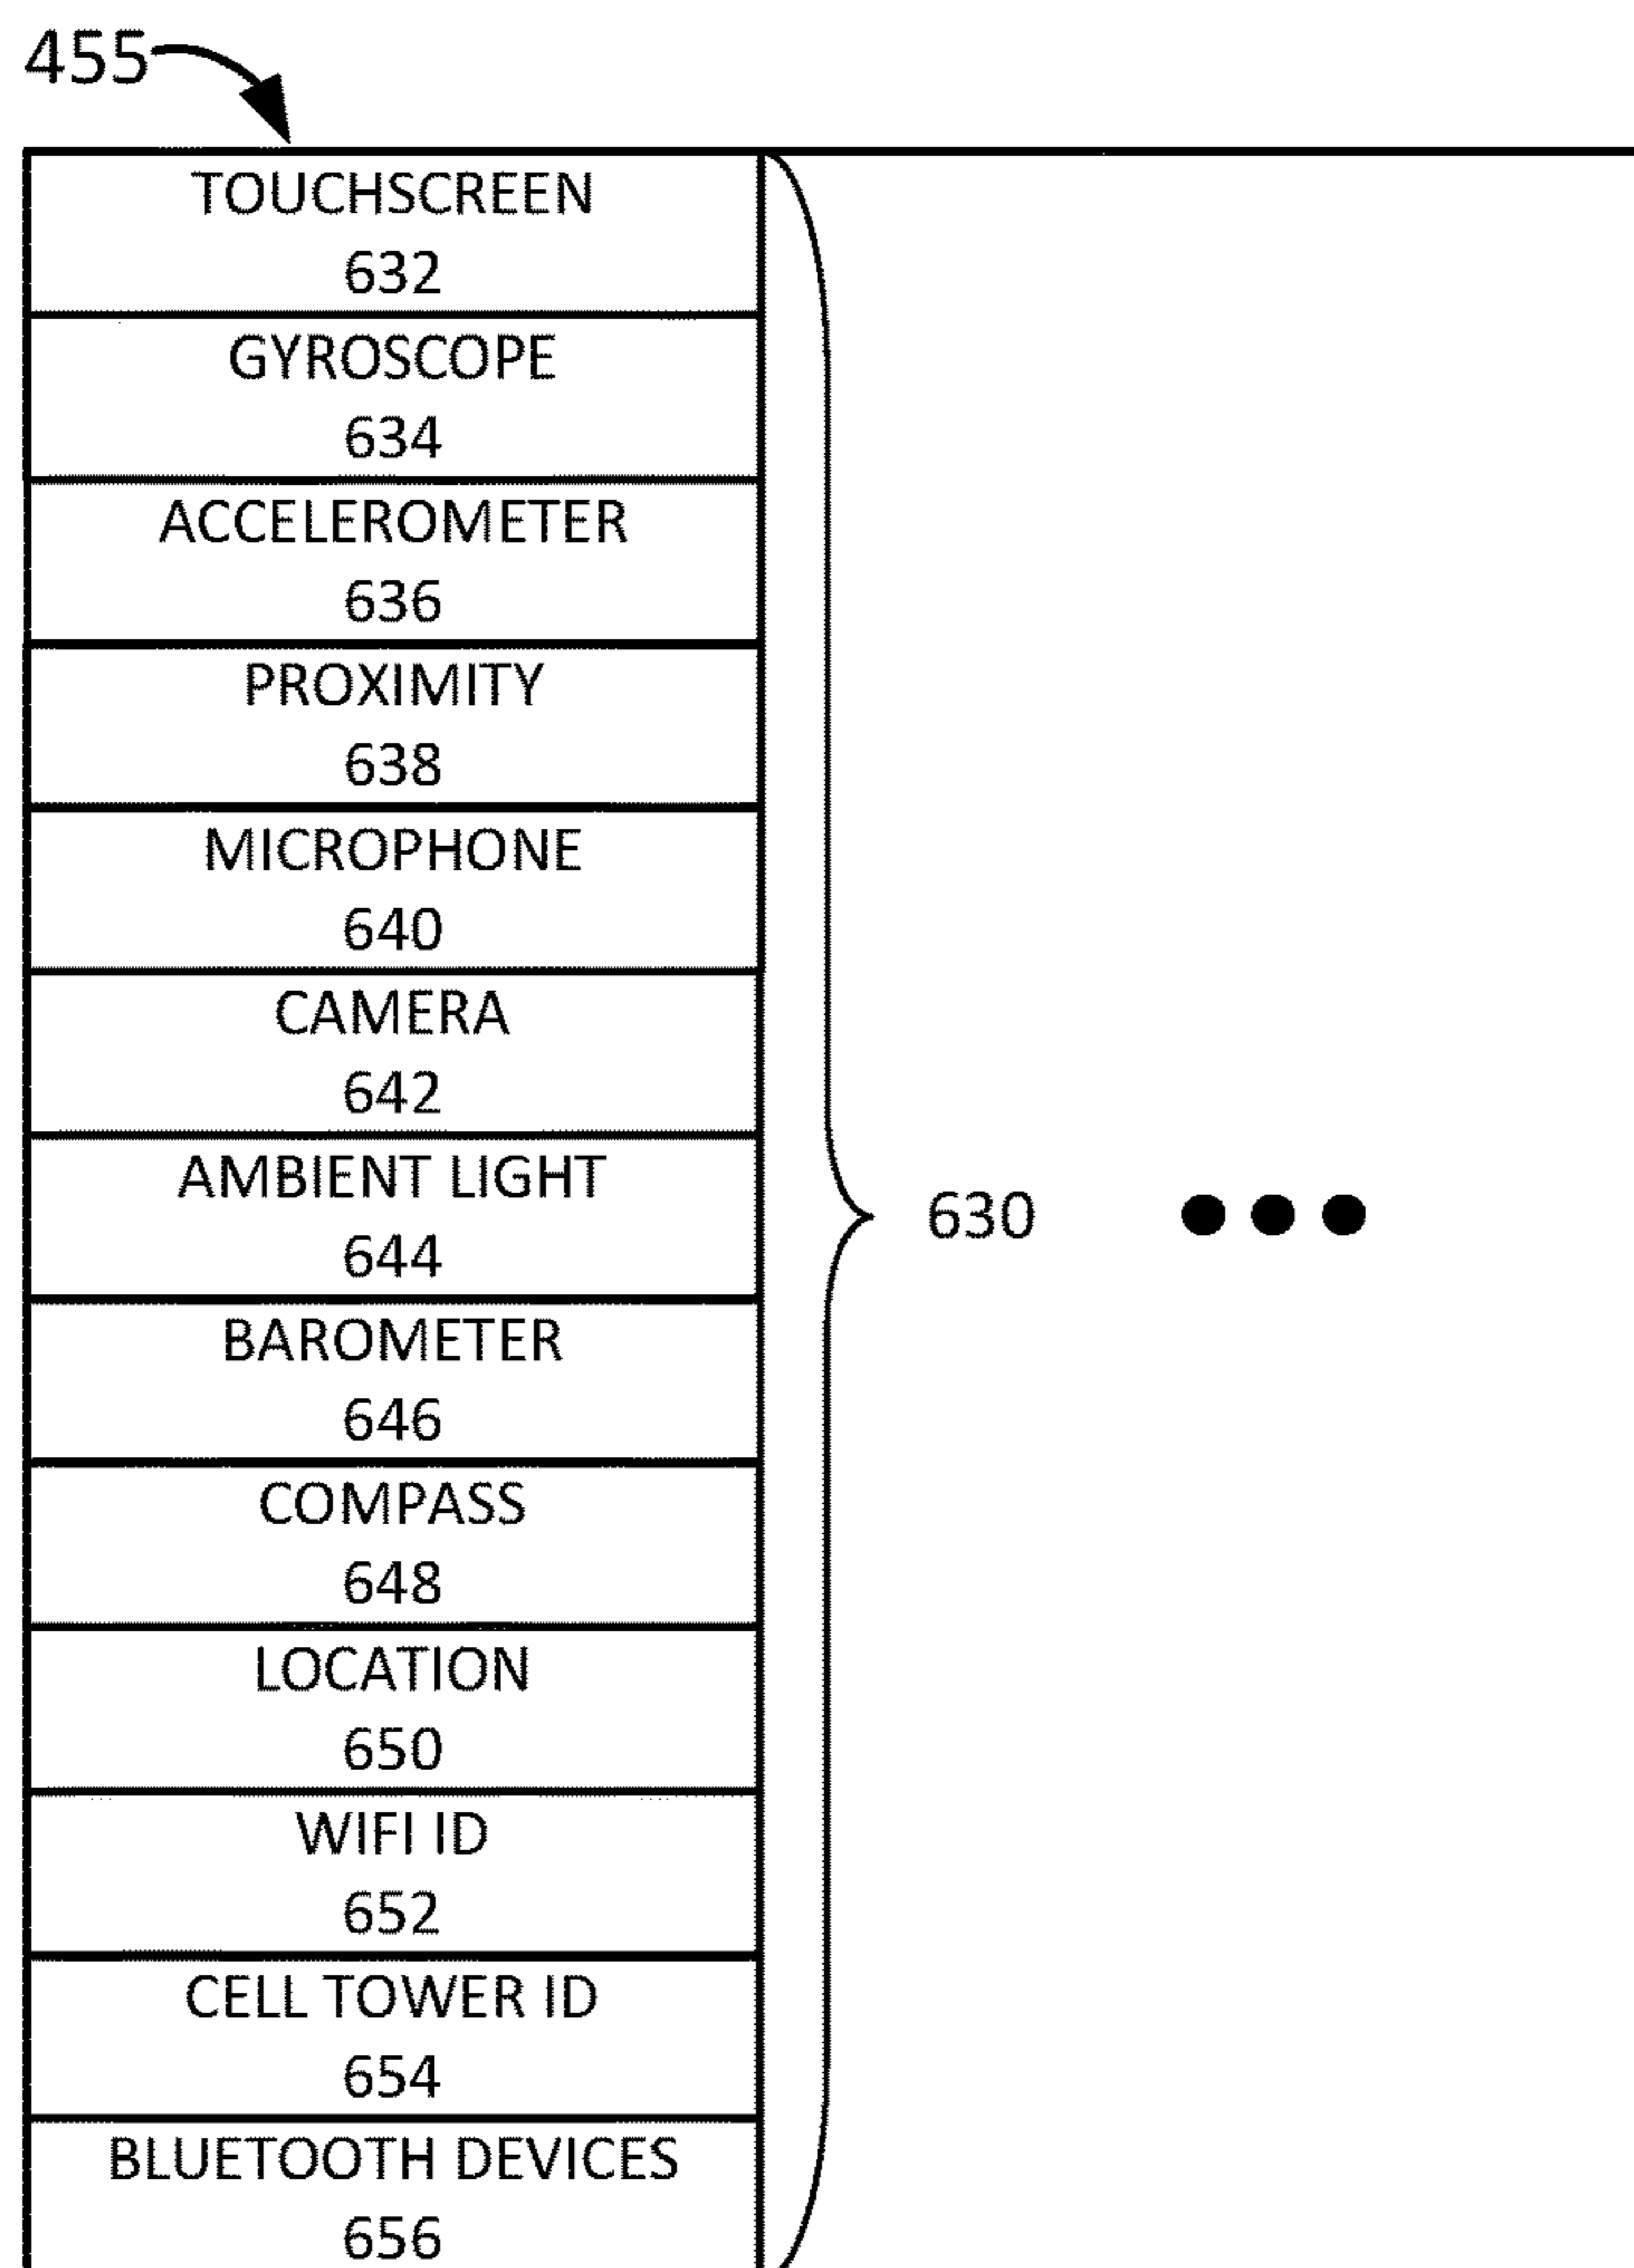 455
TOUCHSCREEN
632
GYROSCOPE
634
ACCELEROMETER
636
PROXIMITY
638
MICROPHONE
640
CAMERA
642
AMBIENT LIGHT
644
630
BAROMETER
646
COMPASS
648
LOCATION
650
WIFI ID
652
CELL TOWER ID
654
BLUETOOTH DEVICES
656